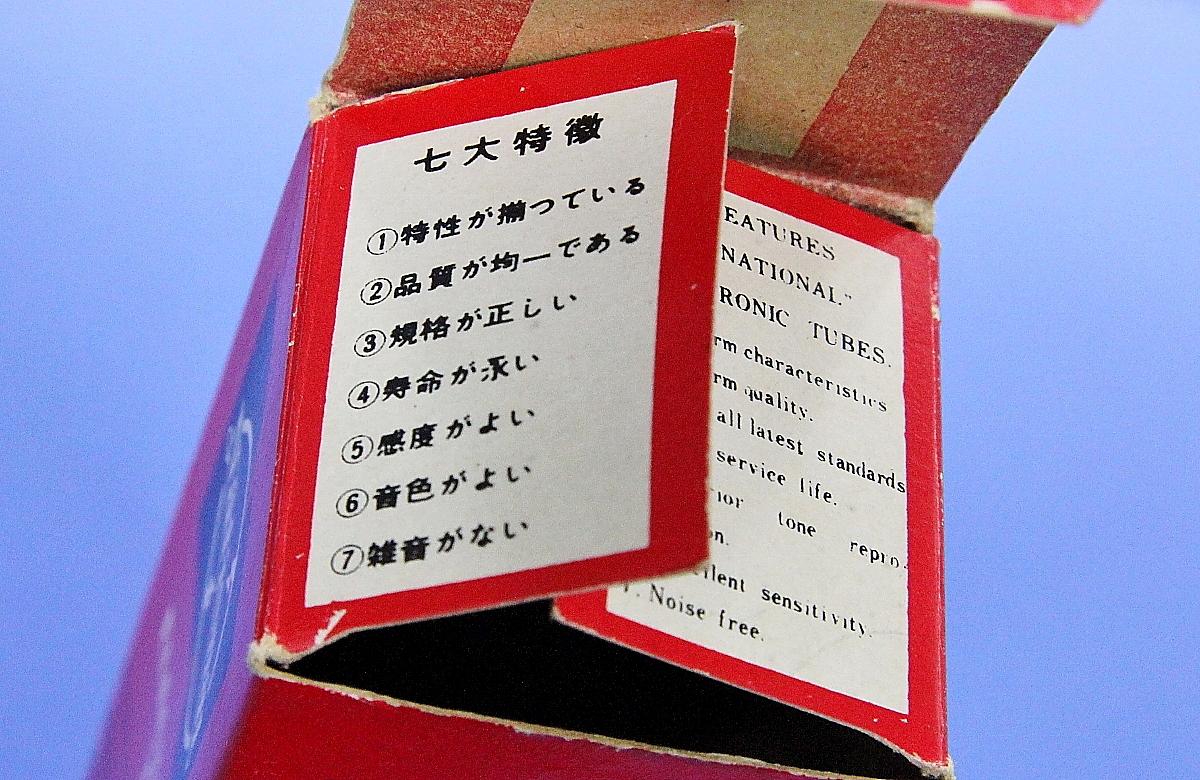 七大特徴
①特性が揃つている
②品質が均一である
③規格が正しい
④寿命が永い
⑤感度がよい
⑥音色がよい
⑦雑音がない
EATURES
NATIONAL"
RONIC TUBES.
rm characteristics
rm quality.
all latest standards
service life.
ior tone repro-
on.
llent sensitivity.
7. Noise free.